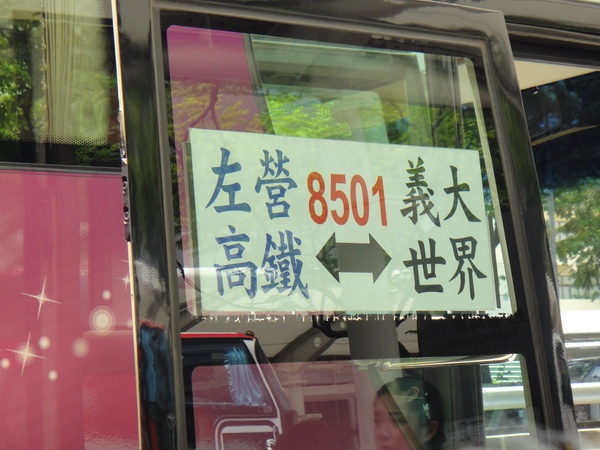 左營 8501 義大
高鐵 ↔ 世界